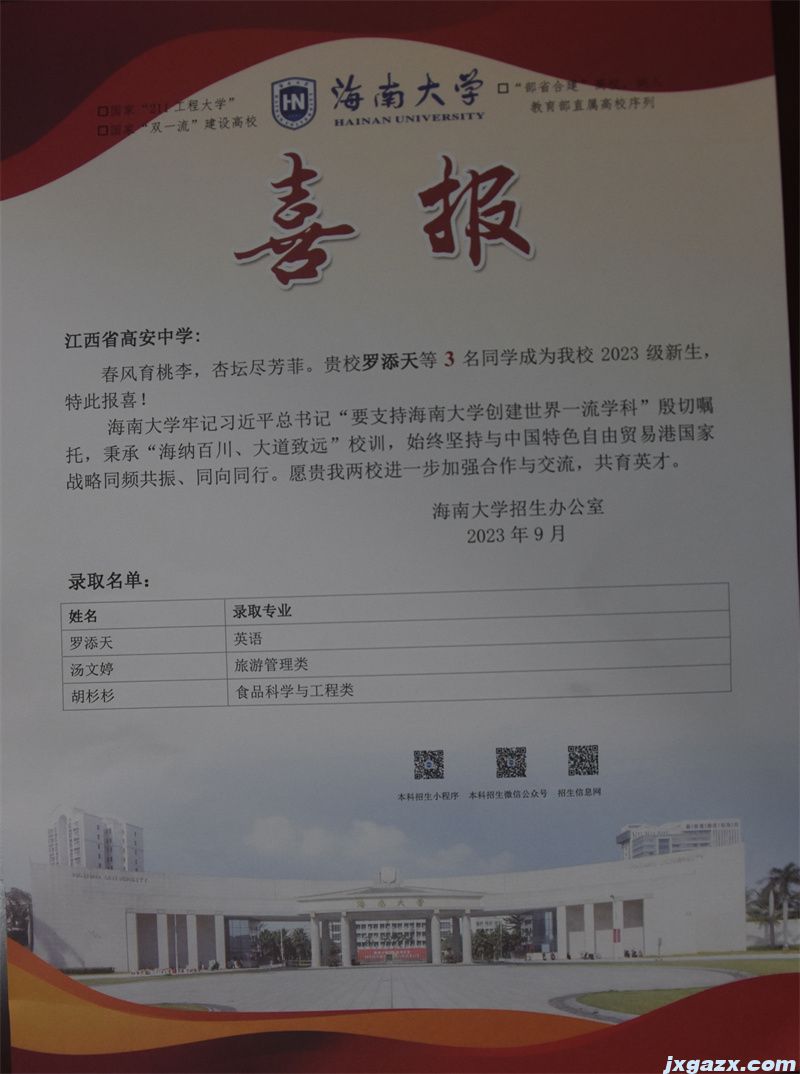 □国家“211工程大学”
□国家“双一流”建设高校
HN
海南大学
HAINAN UNIVERSITY
□“部省合建”高校，
教育部直属高校序列
喜报
江西省高安中学：
春风育桃李，杏坛尽芳菲。贵校罗添天等 3 名同学成为我校 2023 级新生，
特此报喜！
海南大学牢记习近平总书记“要支持海南大学创建世界一流学科”殷切嘱
托，秉承“海纳百川、大道致远”校训，始终坚持与中国特色自由贸易港国家
战略同频共振、同向同行。愿贵我两校进一步加强合作与交流，共育英才。
海南大学招生办公室
2023 年 9 月
录取名单：
姓名 录取专业
罗添天 英语
汤文婷 旅游管理类
胡杉杉 食品科学与工程类
本科招生小程序 本科招生微信公众号 招生信息网
海南大学
jxgazx.com